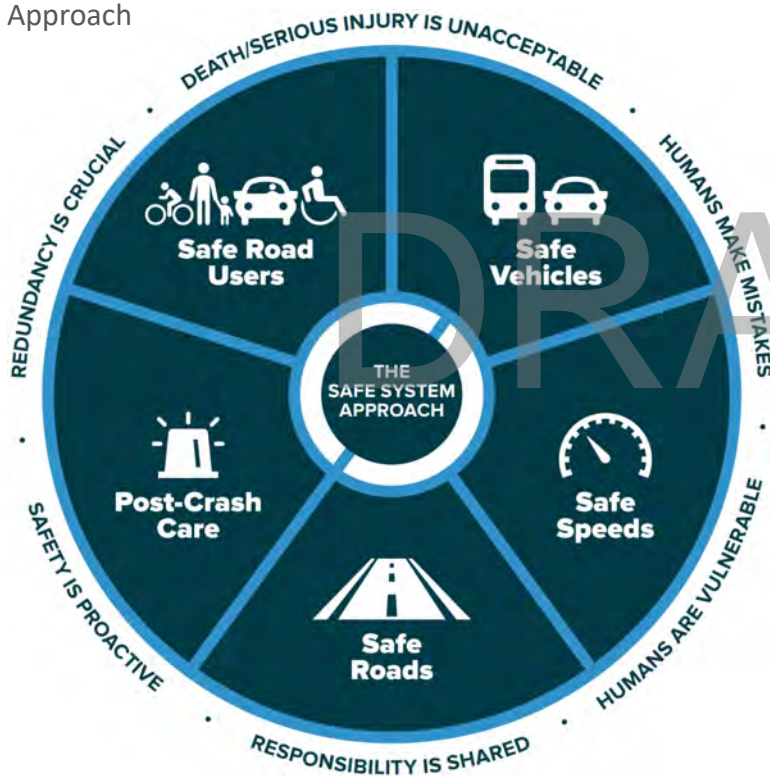 Approach
DEATH/SERIOUS INJURY IS UNACCEPTABLE
HUMANS MAKE MISTAKES
HUMANS ARE VULNERABLE
RESPONSIBILITY IS SHARED
SAFETY IS PROACTIVE
REDUNDANCY IS CRUCIAL
Safe Road
Users
Safe
Vehicles
Safe
Speeds
Safe
Roads
Post-Crash
Care
THE
SAFE SYSTEM
APPROACH
DRA